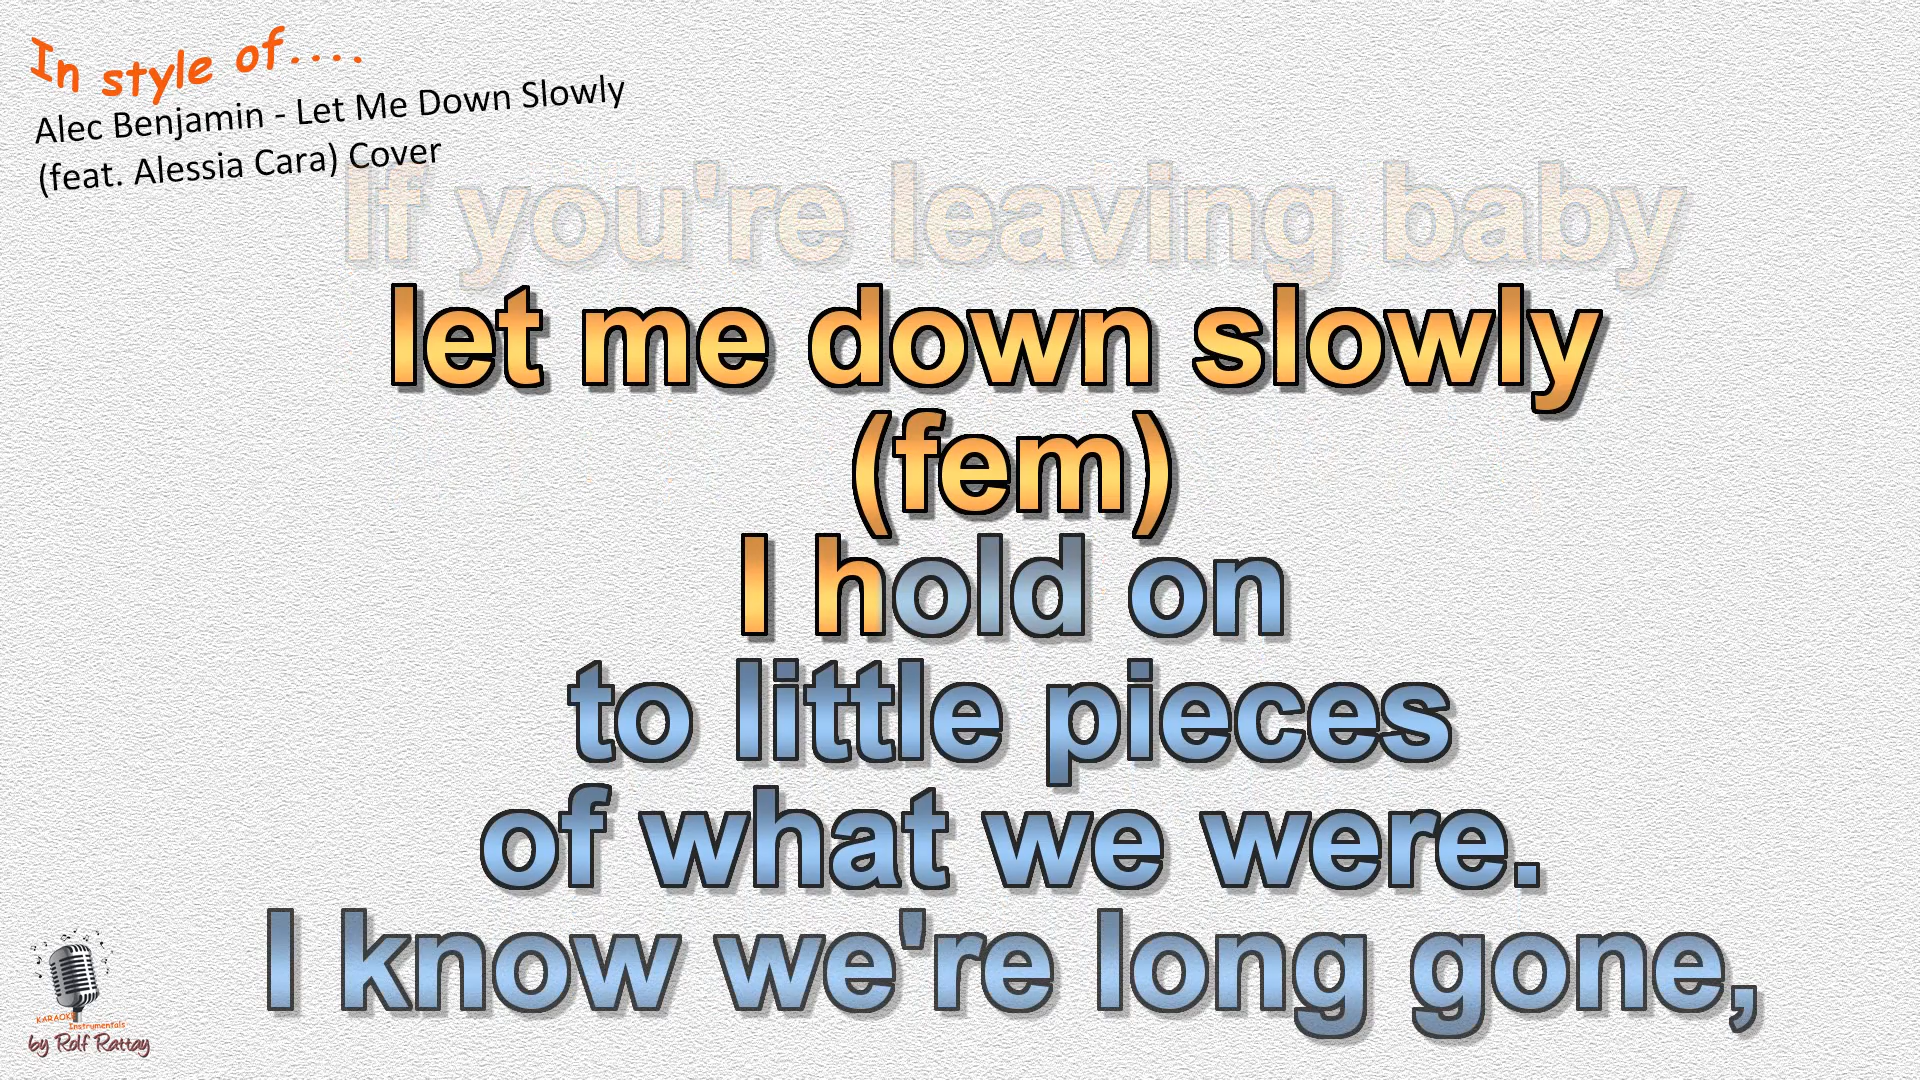 In style of....
Alec Benjamin - Let Me Down Slowly
(feat. Alessia Cara) Cover
If you're leaving baby
let me down slowly
(fem)
I hold on
to little pieces
of what we were.
I know we're long gone,
KARAOKE
Instrumentals
by Rolf Rattay